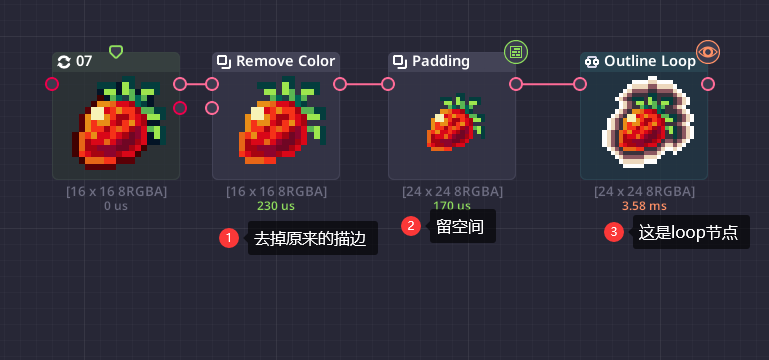 07
Remove Color
Padding
Outline Loop
[16 x 16 8RGBA]
0 us
[16 x 16 8RGBA]
230 us
[24 x 24 8RGBA]
170 us
[24 x 24 8RGBA]
3.58 ms
1 去掉原来的描边
2 留空间
3 这是loop节点